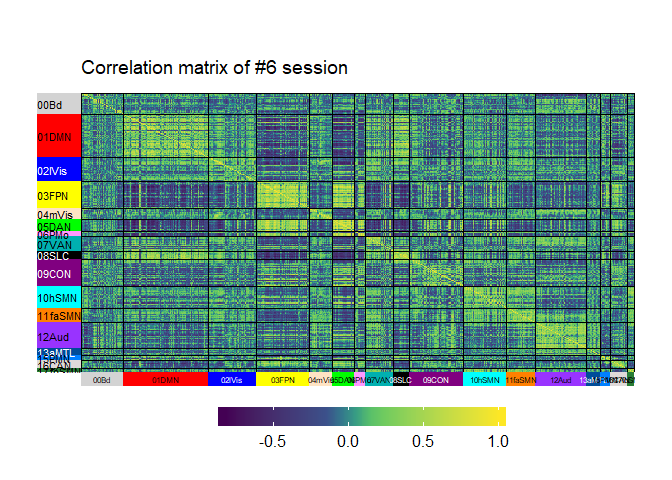 Correlation matrix of #6 session
00Bd
01DMN
02lVis
03FPN
04mVis
05DAN
06PMo
07VAN
08SLC
09CON
10hSMN
11faSMN
12Aud
13aMTL
00Bd 01DMN 02lVis 03FPN 04mVis 05DAN 06PMo 07VAN 08SLC 09CON 10hSMN 11faSMN 12Aud
-0.5 0.0 0.5 1.0